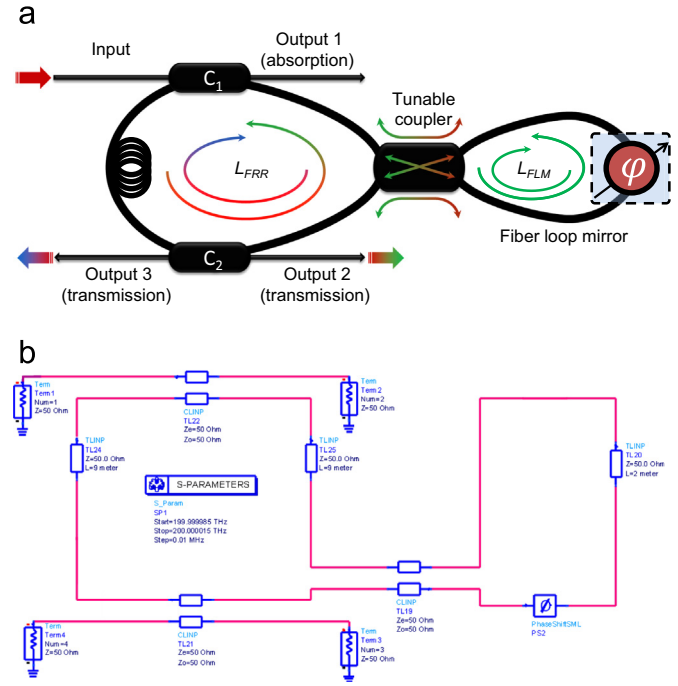 a
Input
Output 1
(absorption)
C1
Tunable
coupler
LFRR
LFLM
φ
Fiber loop mirror
C2
Output 3
(transmission)
Output 2
(transmission)
b
Term
Term1
Num=1
Z=50 Ohm
Term
Term2
Num=2
Z=50 Ohm
CLINP
TL22
Ze=50 Ohm
Zo=50 Ohm
TLINP
TL24
Z=50.0 Ohm
L=9 meter
TLINP
TL25
Z=50.0 Ohm
L=9 meter
TLINP
TL20
Z=50.0 Ohm
L=2 meter
S-PARAMETERS
S_Param
SP1
Start=199.999985 THz
Stop=200.000015 THz
Step=0.01 MHz
CLINP
TL19
Ze=50 Ohm
Zo=50 Ohm
PhaseShiftSML
PS2
Term
Term4
Num=4
Z=50 Ohm
CLINP
TL21
Ze=50 Ohm
Zo=50 Ohm
Term
Term3
Num=3
Z=50 Ohm